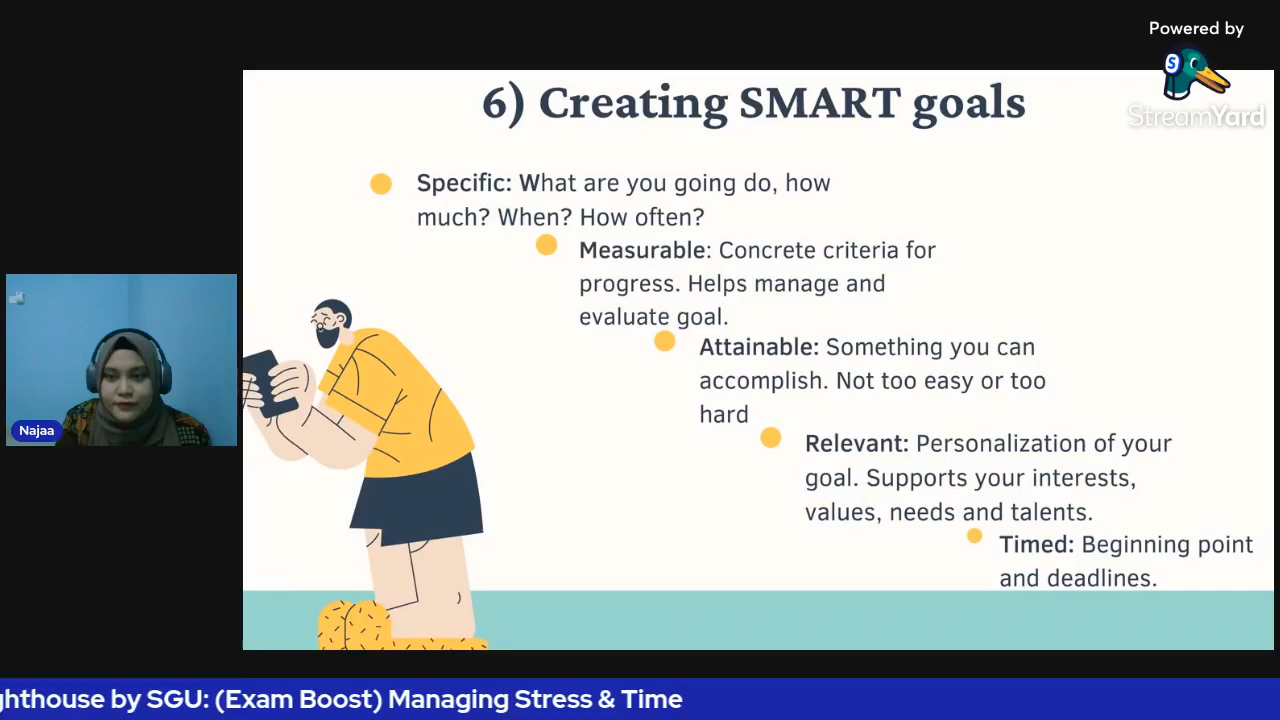 Powered by
S
StreamYard
6) Creating SMART goals
Specific: What are you going do, how
much? When? How often?
Measurable: Concrete criteria for
progress. Helps manage and
evaluate goal.
Attainable: Something you can
accomplish. Not too easy or too
hard
Relevant: Personalization of your
goal. Supports your interests,
values, needs and talents.
Timed: Beginning point
and deadlines.
Najaa
ghthouse by SGU: (Exam Boost) Managing Stress & Time